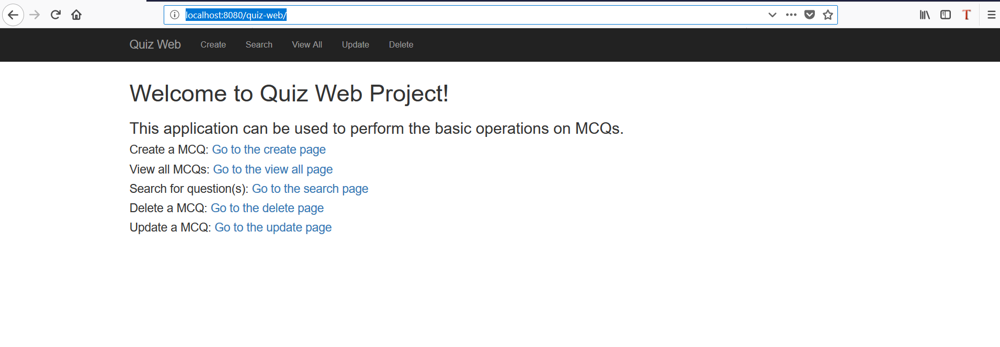 localhost:8080/quiz-web/
T
Quiz Web Create Search View All Update Delete
Welcome to Quiz Web Project!
This application can be used to perform the basic operations on MCQs.
Create a MCQ: Go to the create page
View all MCQs: Go to the view all page
Search for question(s): Go to the search page
Delete a MCQ: Go to the delete page
Update a MCQ: Go to the update page